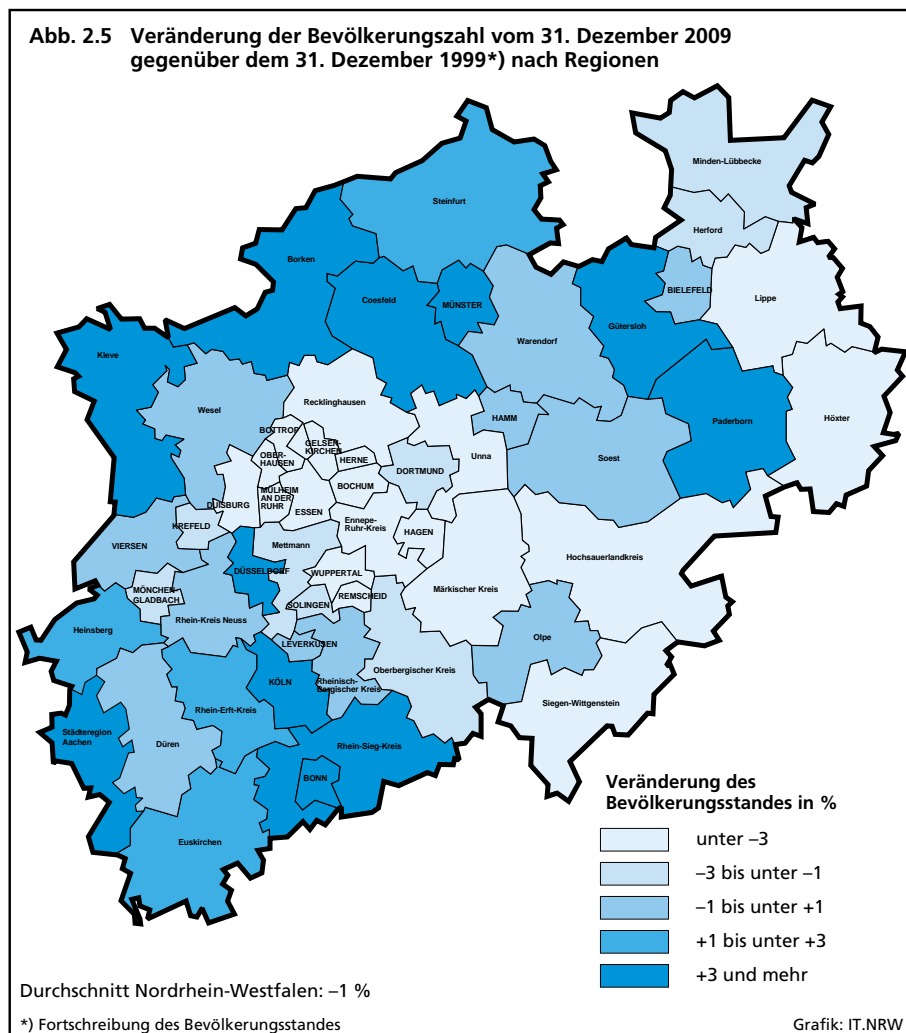 Abb. 2.5 Veränderung der Bevölkerungszahl vom 31. Dezember 2009
gegenüber dem 31. Dezember 1999*) nach Regionen
Minden-Lübbecke
Steinfurt
Herford
Borken
BIELEFELD
Lippe
Coesfeld
MÜNSTER
Gütersloh
Warendorf
Kleve
Recklinghausen
Wesel
HAMM
Paderborn
Höxter
BOTTROP
GELSEN-
KIRCHEN
OBER-
HAUSEN
HERNE
DORTMUND
Unna
Soest
MÜLHEIM
AN DER
RUHR
BOCHUM
DUISBURG
ESSEN
KREFELD
Ennepe-
Ruhr-Kreis
HAGEN
VIERSEN
Mettmann
Hochsauerlandkreis
DÜSSELDORF
WUPPERTAL
MÖNCHEN
GLADBACH
REMSCHEID
Märkischer Kreis
SOLINGEN
Rhein-Kreis Neuss
Heinsberg
LEVERKUSEN
Olpe
Oberbergischer Kreis
KÖLN
Rheinisch-
Bergischer Kreis
Rhein-Erft-Kreis
Siegen-Wittgenstein
Städteregion
Aachen
Düren
Rhein-Sieg-Kreis
BONN
Euskirchen
Veränderung des
Bevölkerungsstandes in %
unter –3
–3 bis unter –1
–1 bis unter +1
+1 bis unter +3
+3 und mehr
Durchschnitt Nordrhein-Westfalen: –1 %
*) Fortschreibung des Bevölkerungsstandes
Grafik: IT.NRW